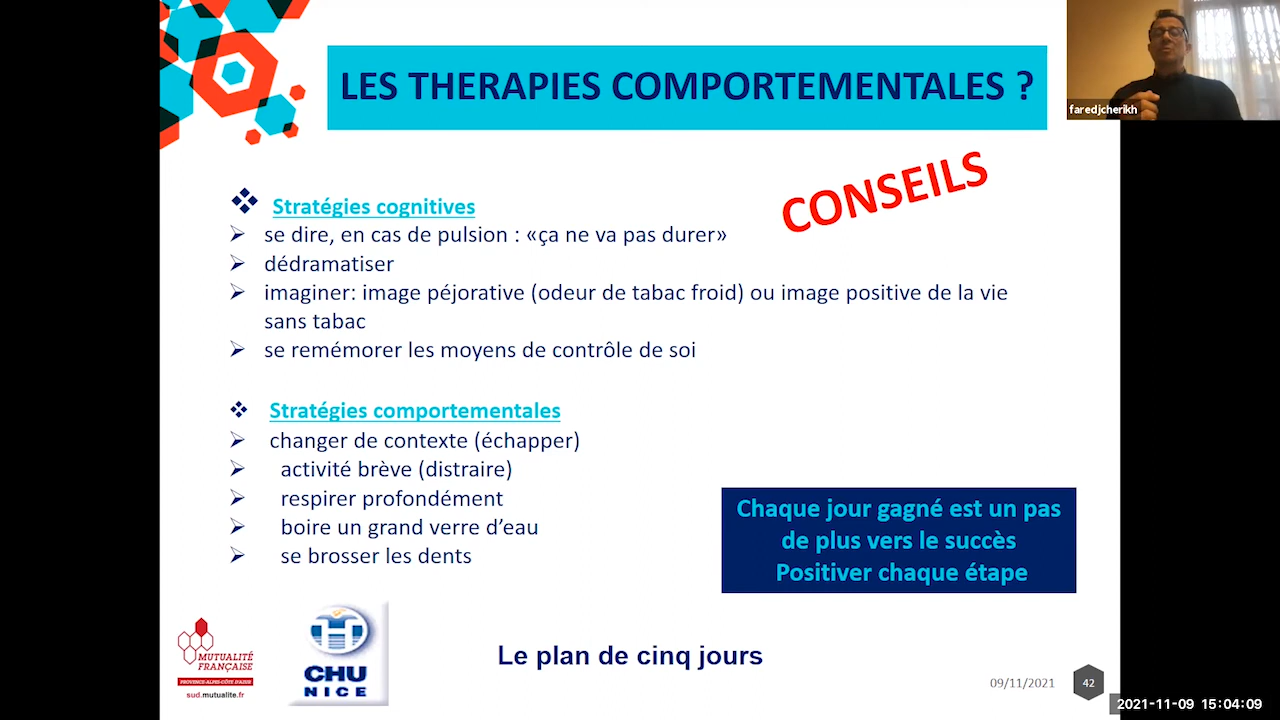 LES THERAPIES COMPORTEMENTALES ?
faredjcherikh
CONSEILS
Stratégies cognitives
se dire, en cas de pulsion : «ça ne va pas durer»
dédramatiser
imaginer: image péjorative (odeur de tabac froid) ou image positive de la vie
sans tabac
se remémorer les moyens de contrôle de soi
Stratégies comportementales
changer de contexte (échapper)
activité brève (distraire)
respirer profondément
boire un grand verre d’eau
se brosser les dents
Chaque jour gagné est un pas
de plus vers le succès
Positiver chaque étape
MUTUALITÉ
FRANÇAISE
PROVENCE-ALPES-CÔTE D'AZUR
sud.mutualite.fr
CHU
NICE
Le plan de cinq jours
09/11/2021
42
2021-11-09 15:04:09